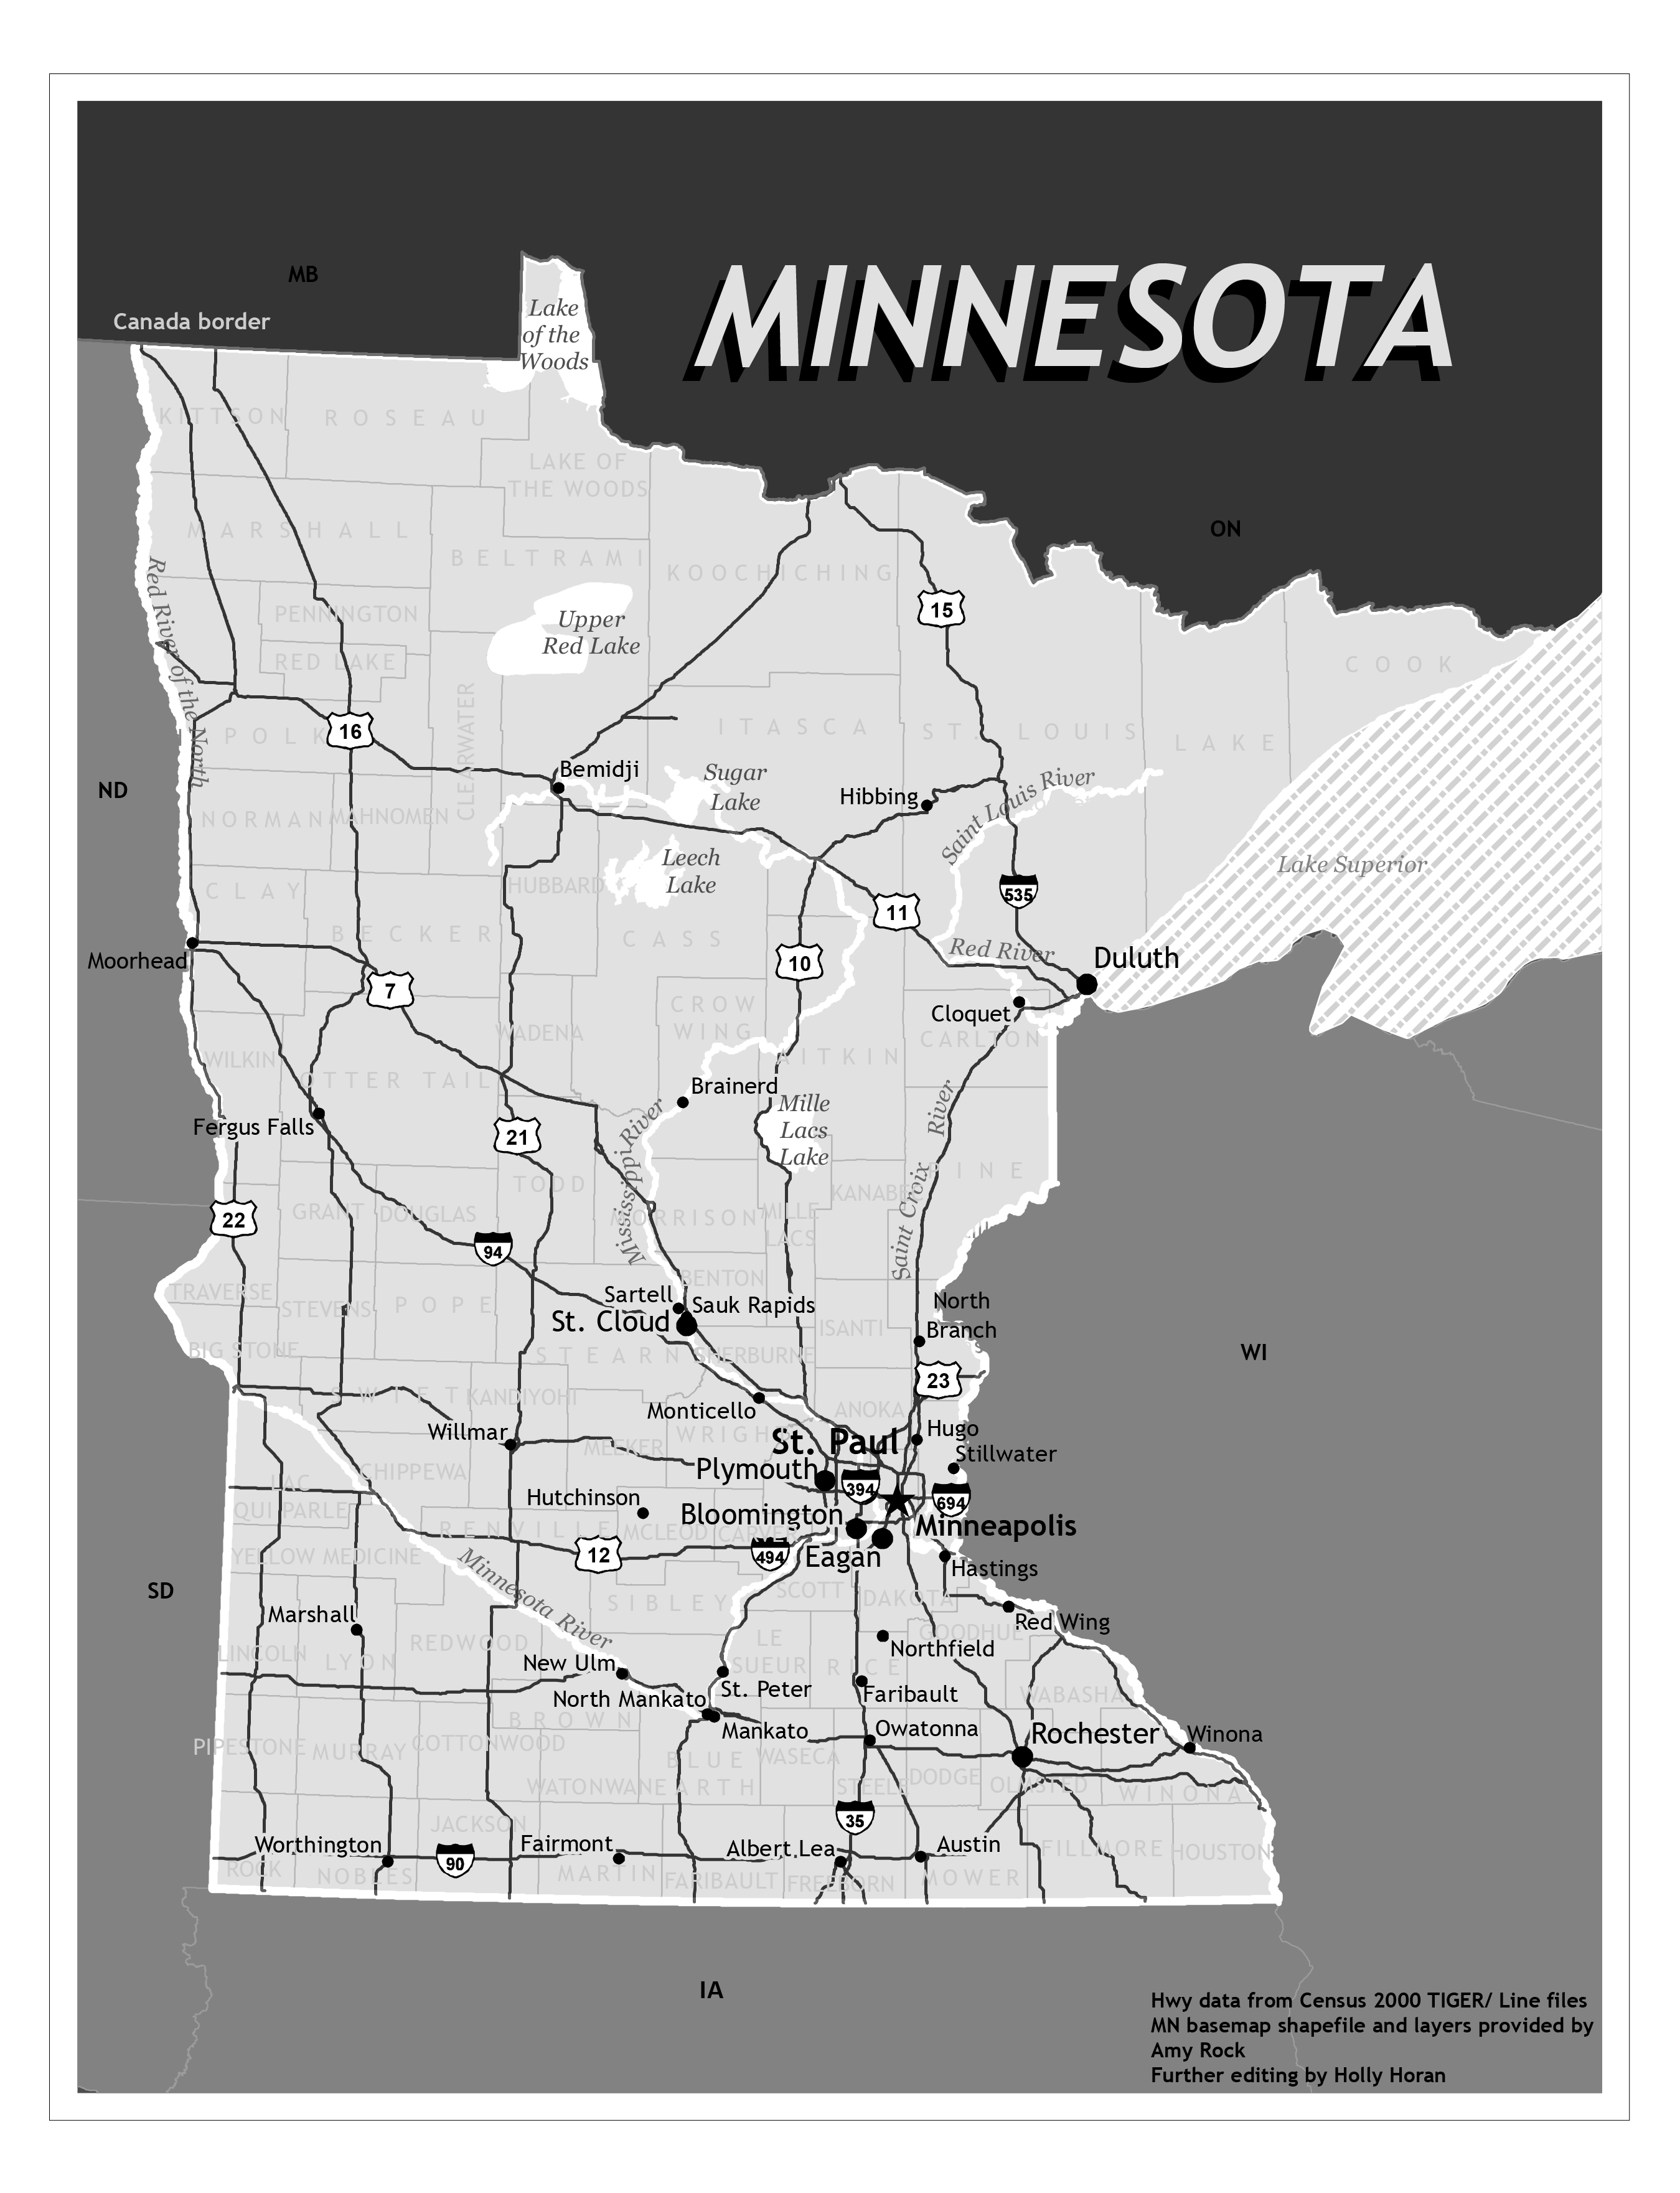 MINNESOTA
MB
Canada border
Lake
of the
Woods
KITTSON
ROSEAU
LAKE OF
THE WOODS
ON
MARSHALL
BELTRAMI
KOOCHICHING
Red River of the North
PENNINGTON
Upper
Red Lake
15
RED LAKE
COOK
CLEARWATER
16
POLK
ITASCA
ST. LOUIS
LAKE
Bemidji
Sugar
Lake
Saint Louis River
ND
Hibbing
NORMAN
MAHNOMEN
Leech
Lake
Lake Superior
CLAY
HUBBARD
535
11
BECKER
CASS
Red River
Moorhead
Duluth
10
7
CROW
WING
Cloquet
WADENA
CARLTON
WILKIN
AITKIN
OTTER TAIL
Brainerd
Mille
Lacs
Lake
Fergus Falls
21
Mississippi River
Saint Croix River
PINE
TODD
KANABEC
22
GRANT
DOUGLAS
MORRISON
MILLE
LACS
94
BENTON
TRAVERSE
Sartell
Sauk Rapids
STEVENS
POPE
North
Branch
St. Cloud
ISANTI
BIG STONE
STEARNS
SHERBURNE
WI
23
SWIFT
KANDIYOHI
Monticello
ANOKA
Willmar
MEEKER
WRIGHT
St. Paul
Hugo
Stillwater
CHIPPEWA
Plymouth
394
LAC
QUI PARLE
Hutchinson
694
Bloomington
Minneapolis
RENVILLE
MCLEOD
CARVER
YELLOW MEDICINE
12
494
Eagan
Hastings
Minnesota River
SD
SCOTT
DAKOTA
SIBLEY
Marshall
Red Wing
LINCOLN
LYON
REDWOOD
LE
SUEUR
RICE
GOODHUE
Northfield
New Ulm
St. Peter
Faribault
WABASHA
North Mankato
BROWN
Mankato
Owatonna
Rochester
Winona
PIPESTONE
MURRAY
COTTONWOOD
BLUE
EARTH
WASECA
WATONWAN
STEELE
DODGE
OLMSTED
WINONA
JACKSON
35
Worthington
Fairmont
Albert Lea
Austin
90
FILLMORE
HOUSTON
ROCK
NOBLES
MARTIN
FARIBAULT
FREEBORN
MOWER
IA
Hwy data from Census 2000 TIGER/ Line files
MN basemap shapefile and layers provided by
Amy Rock
Further editing by Holly Horan